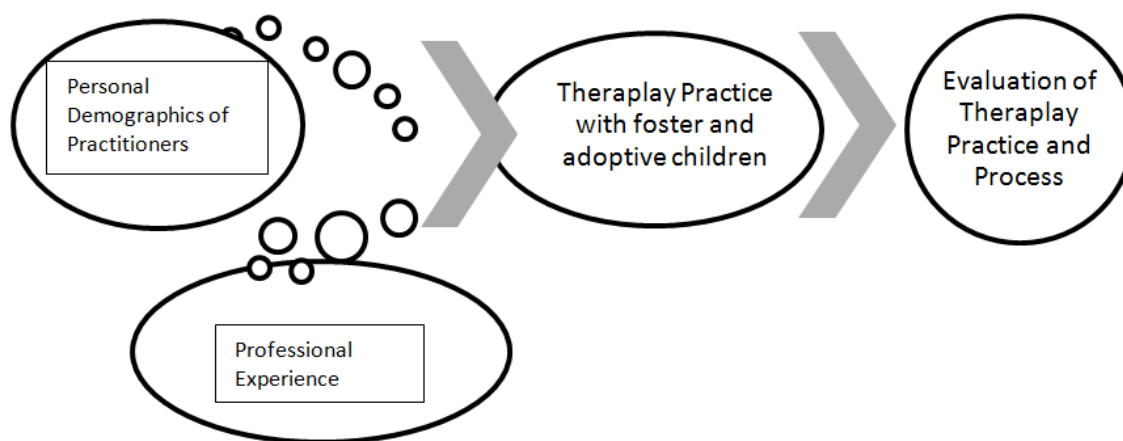 Personal
Demographics of
Practitioners
Professional
Experience
Theraplay Practice
with foster and
adoptive children
Evaluation of
Theraplay
Practice and
Process